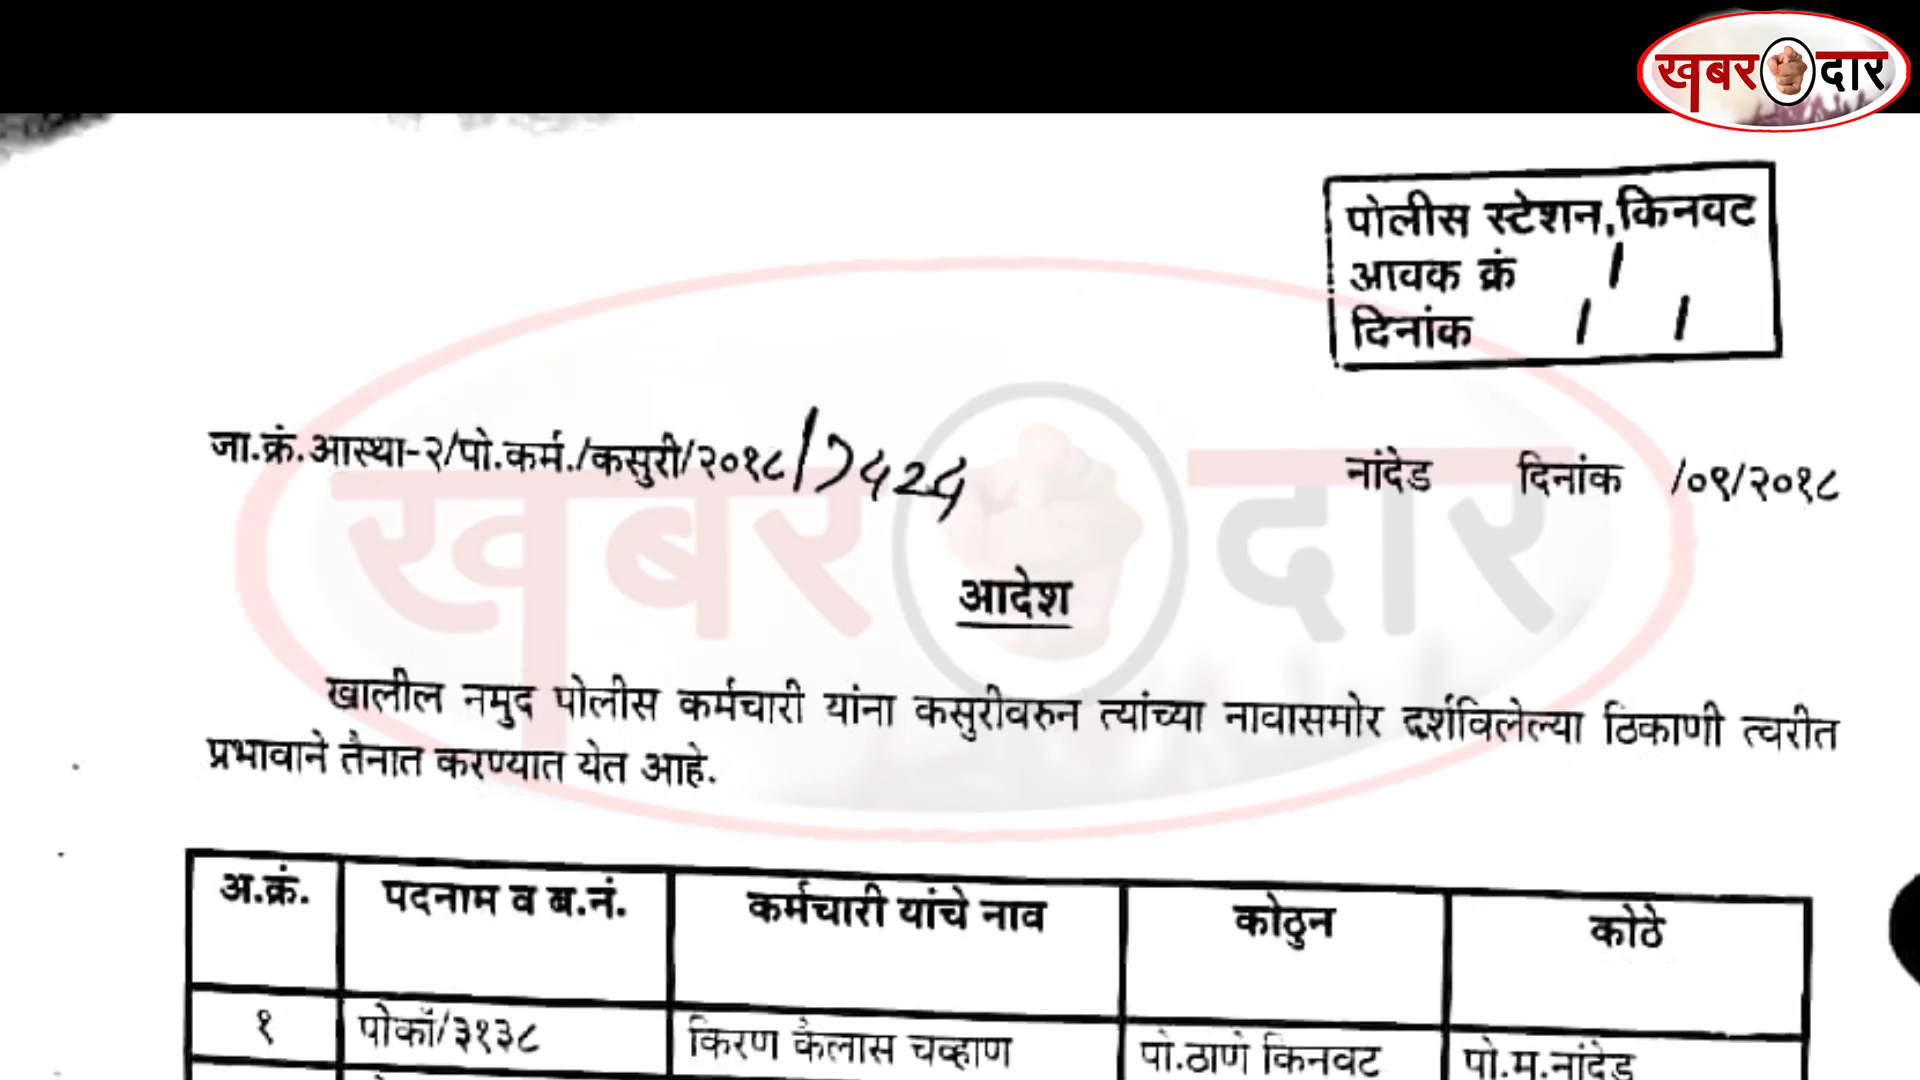 खबरदार
पोलीस स्टेशन,किनवट
आवक क्रं /
दिनांक / /
जा.क्रं.आस्था-२/पो.कर्म./कसुरी/२०१८/
नांदेड दिनांक /०९/२०१८
खबर दार
आदेश
खालील नमुद पोलीस कर्मचारी यांना कसुरीवरुन त्यांच्या नावासमोर दर्शविलेल्या ठिकाणी त्वरीत
प्रभावाने तैनात करण्यात येत आहे.
अ.क्रं. पदनाम व ब.नं. कर्मचारी यांचे नाव कोठुन कोठे
१ पोकॉ/३१३८ किरण कैलास चव्हाण पो.ठाणे किनवट पो.म.नांदेड